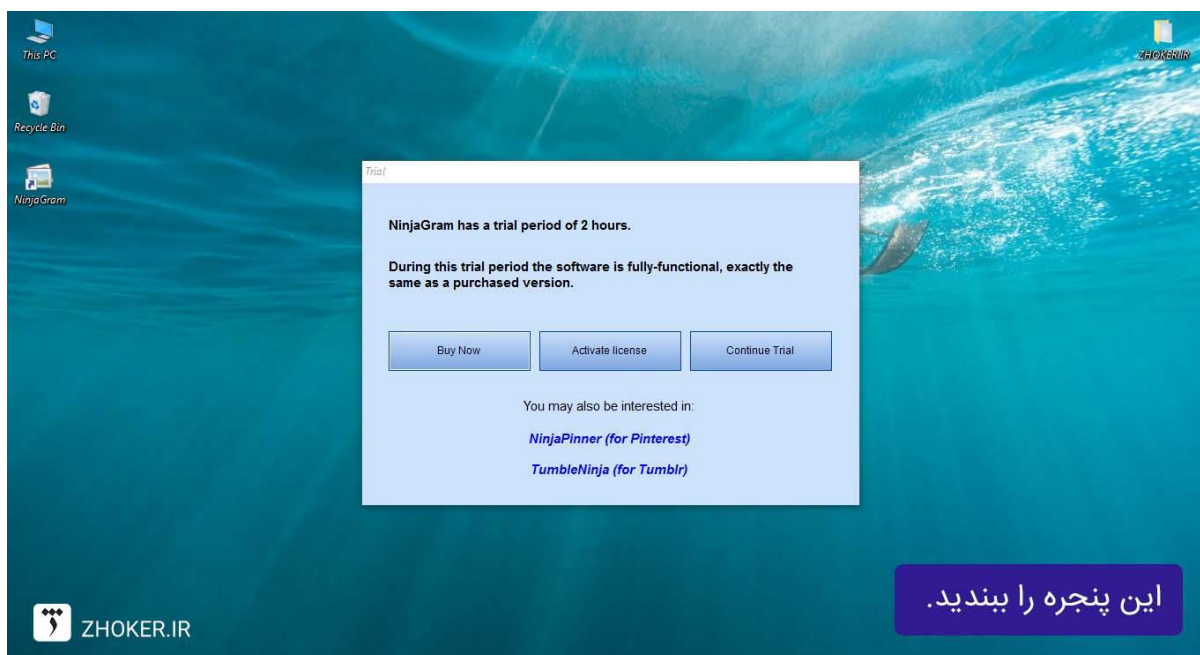 This PC
ZHOKER.IR
Recycle Bin
NinjaGram
Trial
NinjaGram has a trial period of 2 hours.
During this trial period the software is fully-functional, exactly the
same as a purchased version.
Buy Now
Activate license
Continue Trial
You may also be interested in:
NinjaPinner (for Pinterest)
TumbleNinja (for Tumblr)
این پنجره را ببندید.
ژ ZHOKER.IR